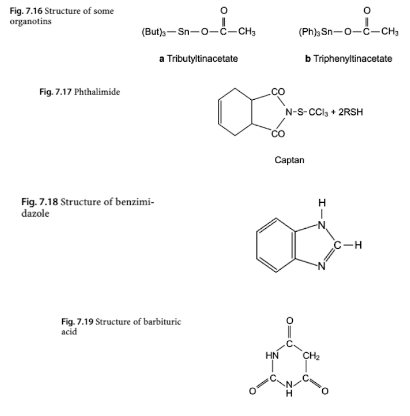 Fig. 7.16 Structure of some
organotins
O
(But)₃—Sn—O—C—CH₃
a Tributyltinacetate
O
(Ph)₃Sn—O—C—CH₃
b Triphenyltinacetate
Fig. 7.17 Phthalimide
CO
N-S-CCl₃ + 2RSH
CO
Captan
Fig. 7.18 Structure of benzimi-
dazole
H
N
C—H
N
Fig. 7.19 Structure of barbituric
acid
O
C
HN CH₂
C C
O N O
H